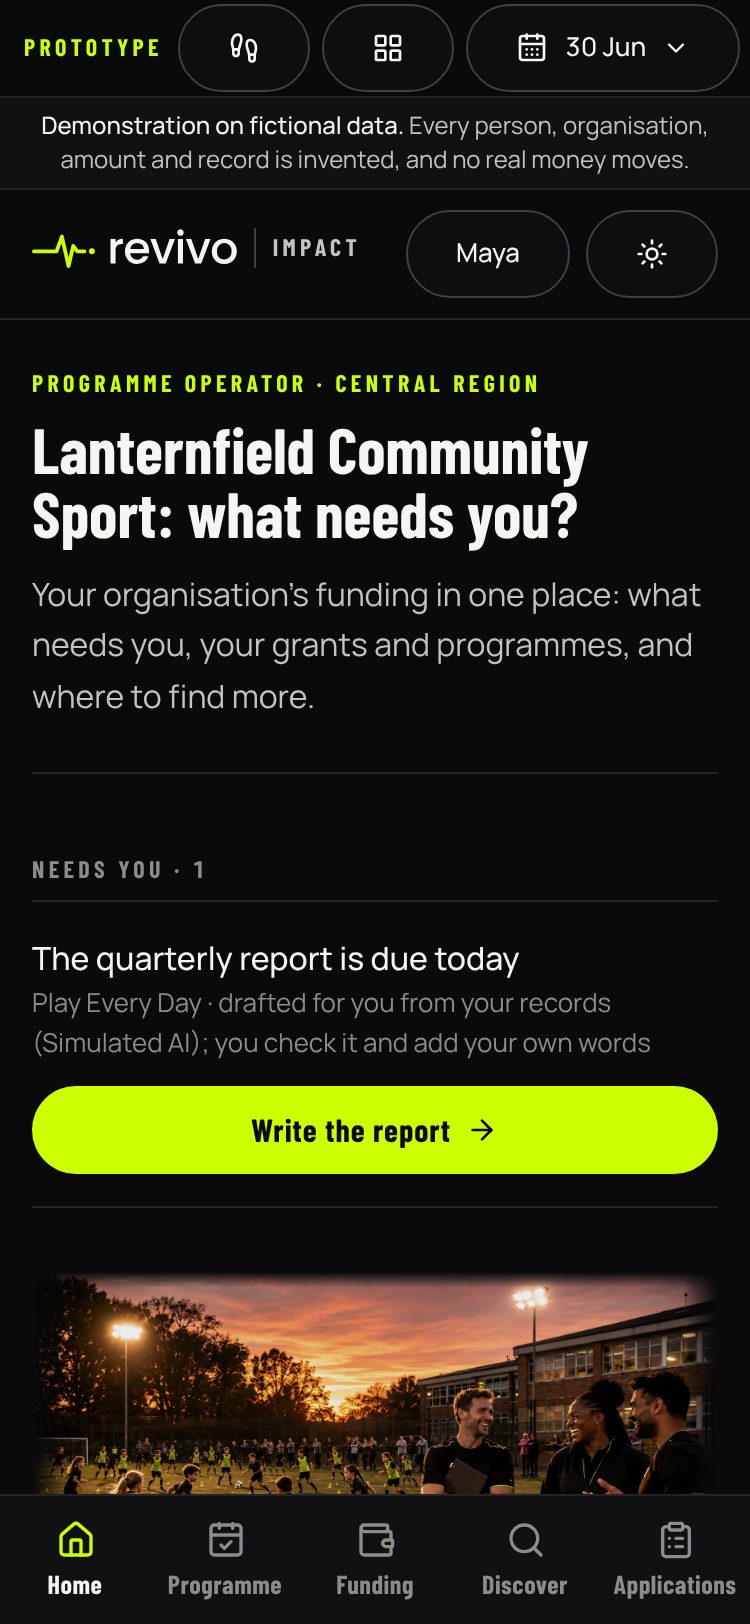 PROTOTYPE
30 Jun
Demonstration on fictional data. Every person, organisation,
amount and record is invented, and no real money moves.
revivo IMPACT
Maya
PROGRAMME OPERATOR · CENTRAL REGION
Lanternfield Community
Sport: what needs you?
Your organisation’s funding in one place: what
needs you, your grants and programmes, and
where to find more.
NEEDS YOU · 1
The quarterly report is due today
Play Every Day · drafted for you from your records
(Simulated AI); you check it and add your own words
Write the report
Home
Programme
Funding
Discover
Applications